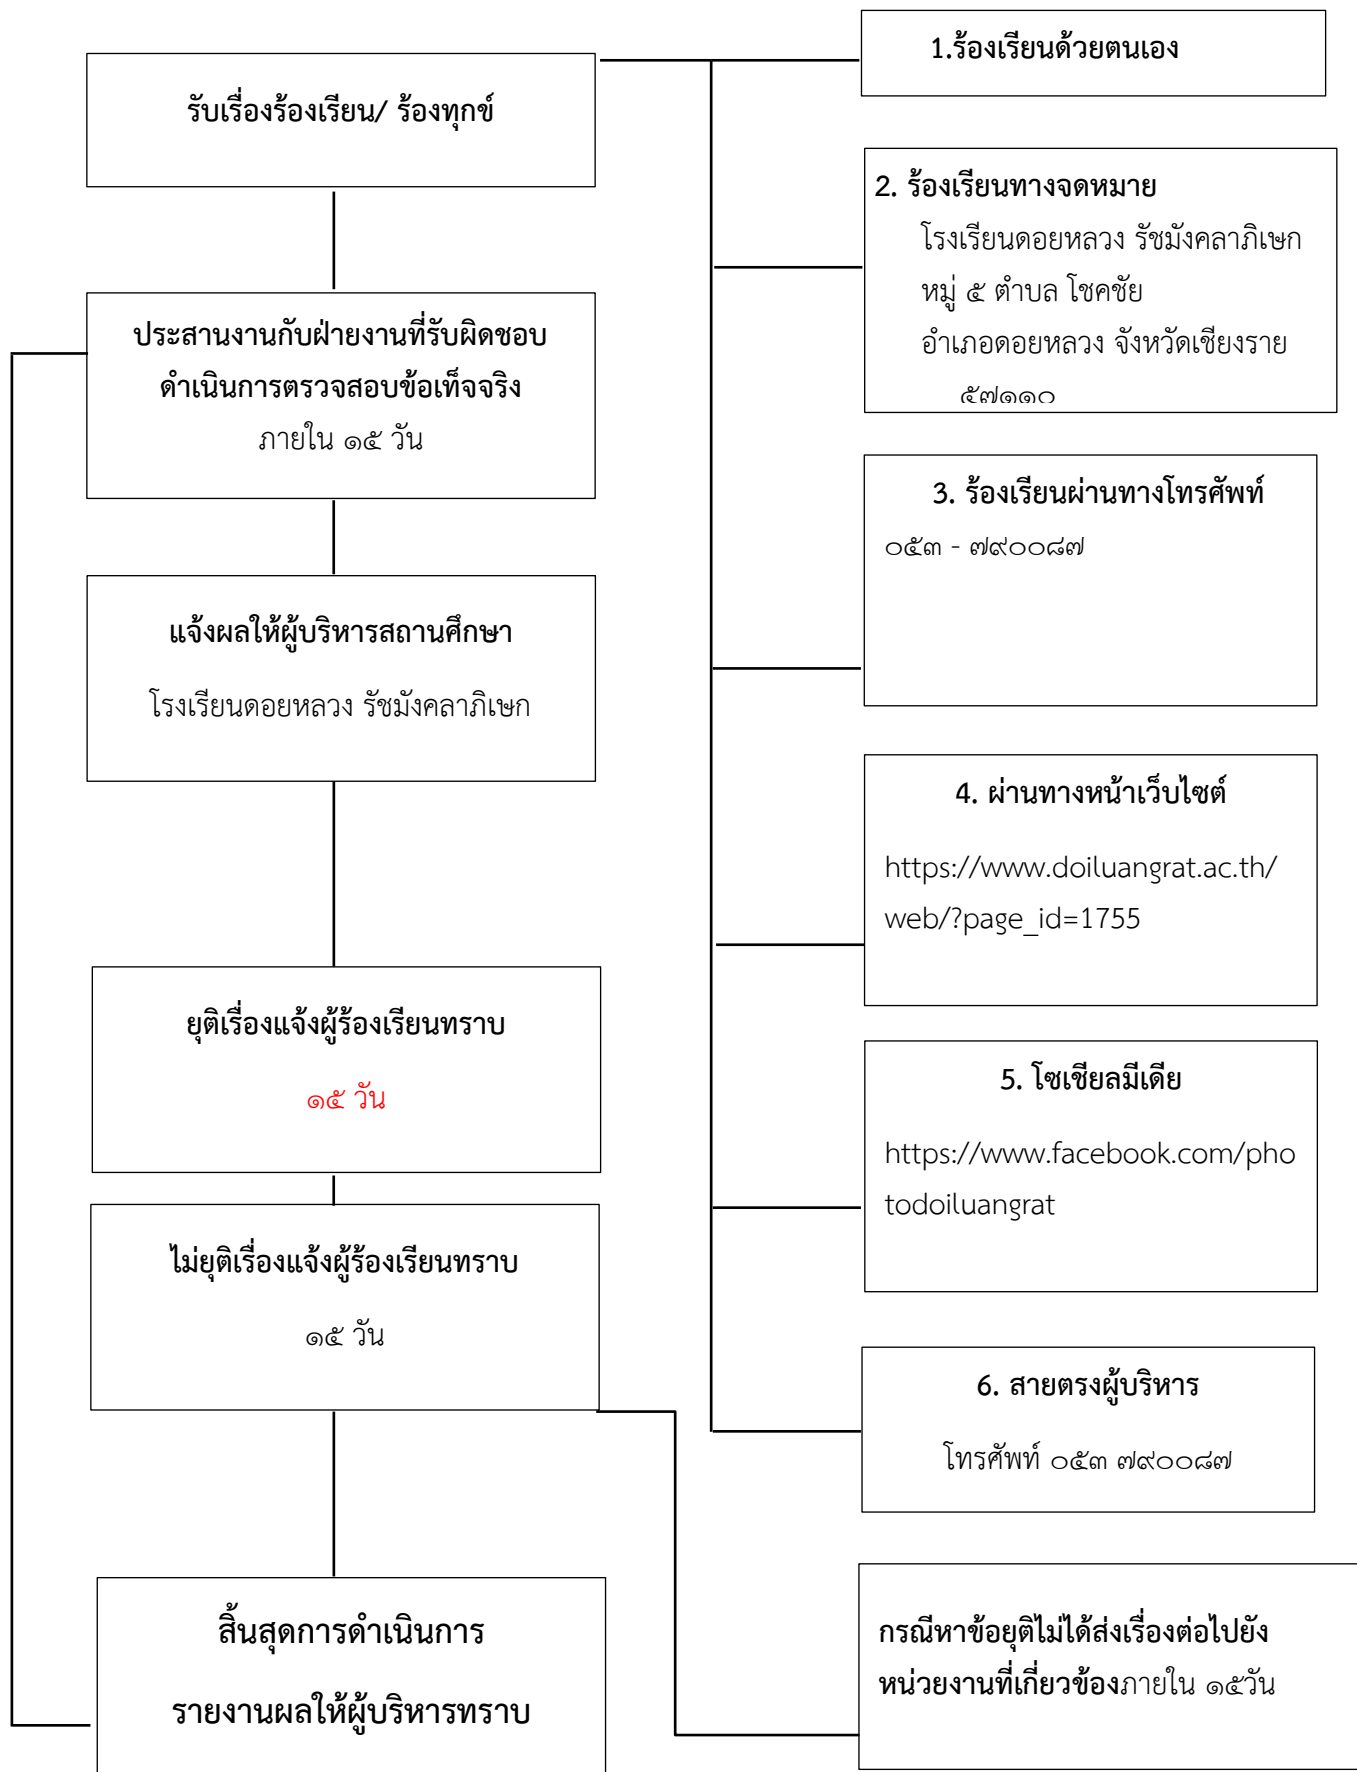 รับเรื่องร้องเรียน/ ร้องทุกข์
1.ร้องเรียนด้วยตนเอง
2. ร้องเรียนทางจดหมาย
โรงเรียนดอยหลวง รัชมังคลาภิเษก
หมู่ ๕ ตำบล โชคชัย
อำเภอดอยหลวง จังหวัดเชียงราย
๕๗๑๑๐
ประสานงานกับฝ่ายงานที่รับผิดชอบ
ดำเนินการตรวจสอบข้อเท็จจริง
ภายใน ๑๕ วัน
3. ร้องเรียนผ่านทางโทรศัพท์
๐๕๓ - ๗๙๐๐๘๗
แจ้งผลให้ผู้บริหารสถานศึกษา
โรงเรียนดอยหลวง รัชมังคลาภิเษก
4. ผ่านทางหน้าเว็บไซต์
https://www.doiluangrat.ac.th/
web/?page_id=1755
ยุติเรื่องแจ้งผู้ร้องเรียนทราบ
๑๕ วัน
5. โซเชียลมีเดีย
https://www.facebook.com/pho
todoiluangrat
ไม่ยุติเรื่องแจ้งผู้ร้องเรียนทราบ
๑๕ วัน
6. สายตรงผู้บริหาร
โทรศัพท์ ๐๕๓ ๗๙๐๐๘๗
สิ้นสุดการดำเนินการ
รายงานผลให้ผู้บริหารทราบ
กรณีหาข้อยุติไม่ได้ส่งเรื่องต่อไปยัง
หน่วยงานที่เกี่ยวข้องภายใน ๑๕วัน